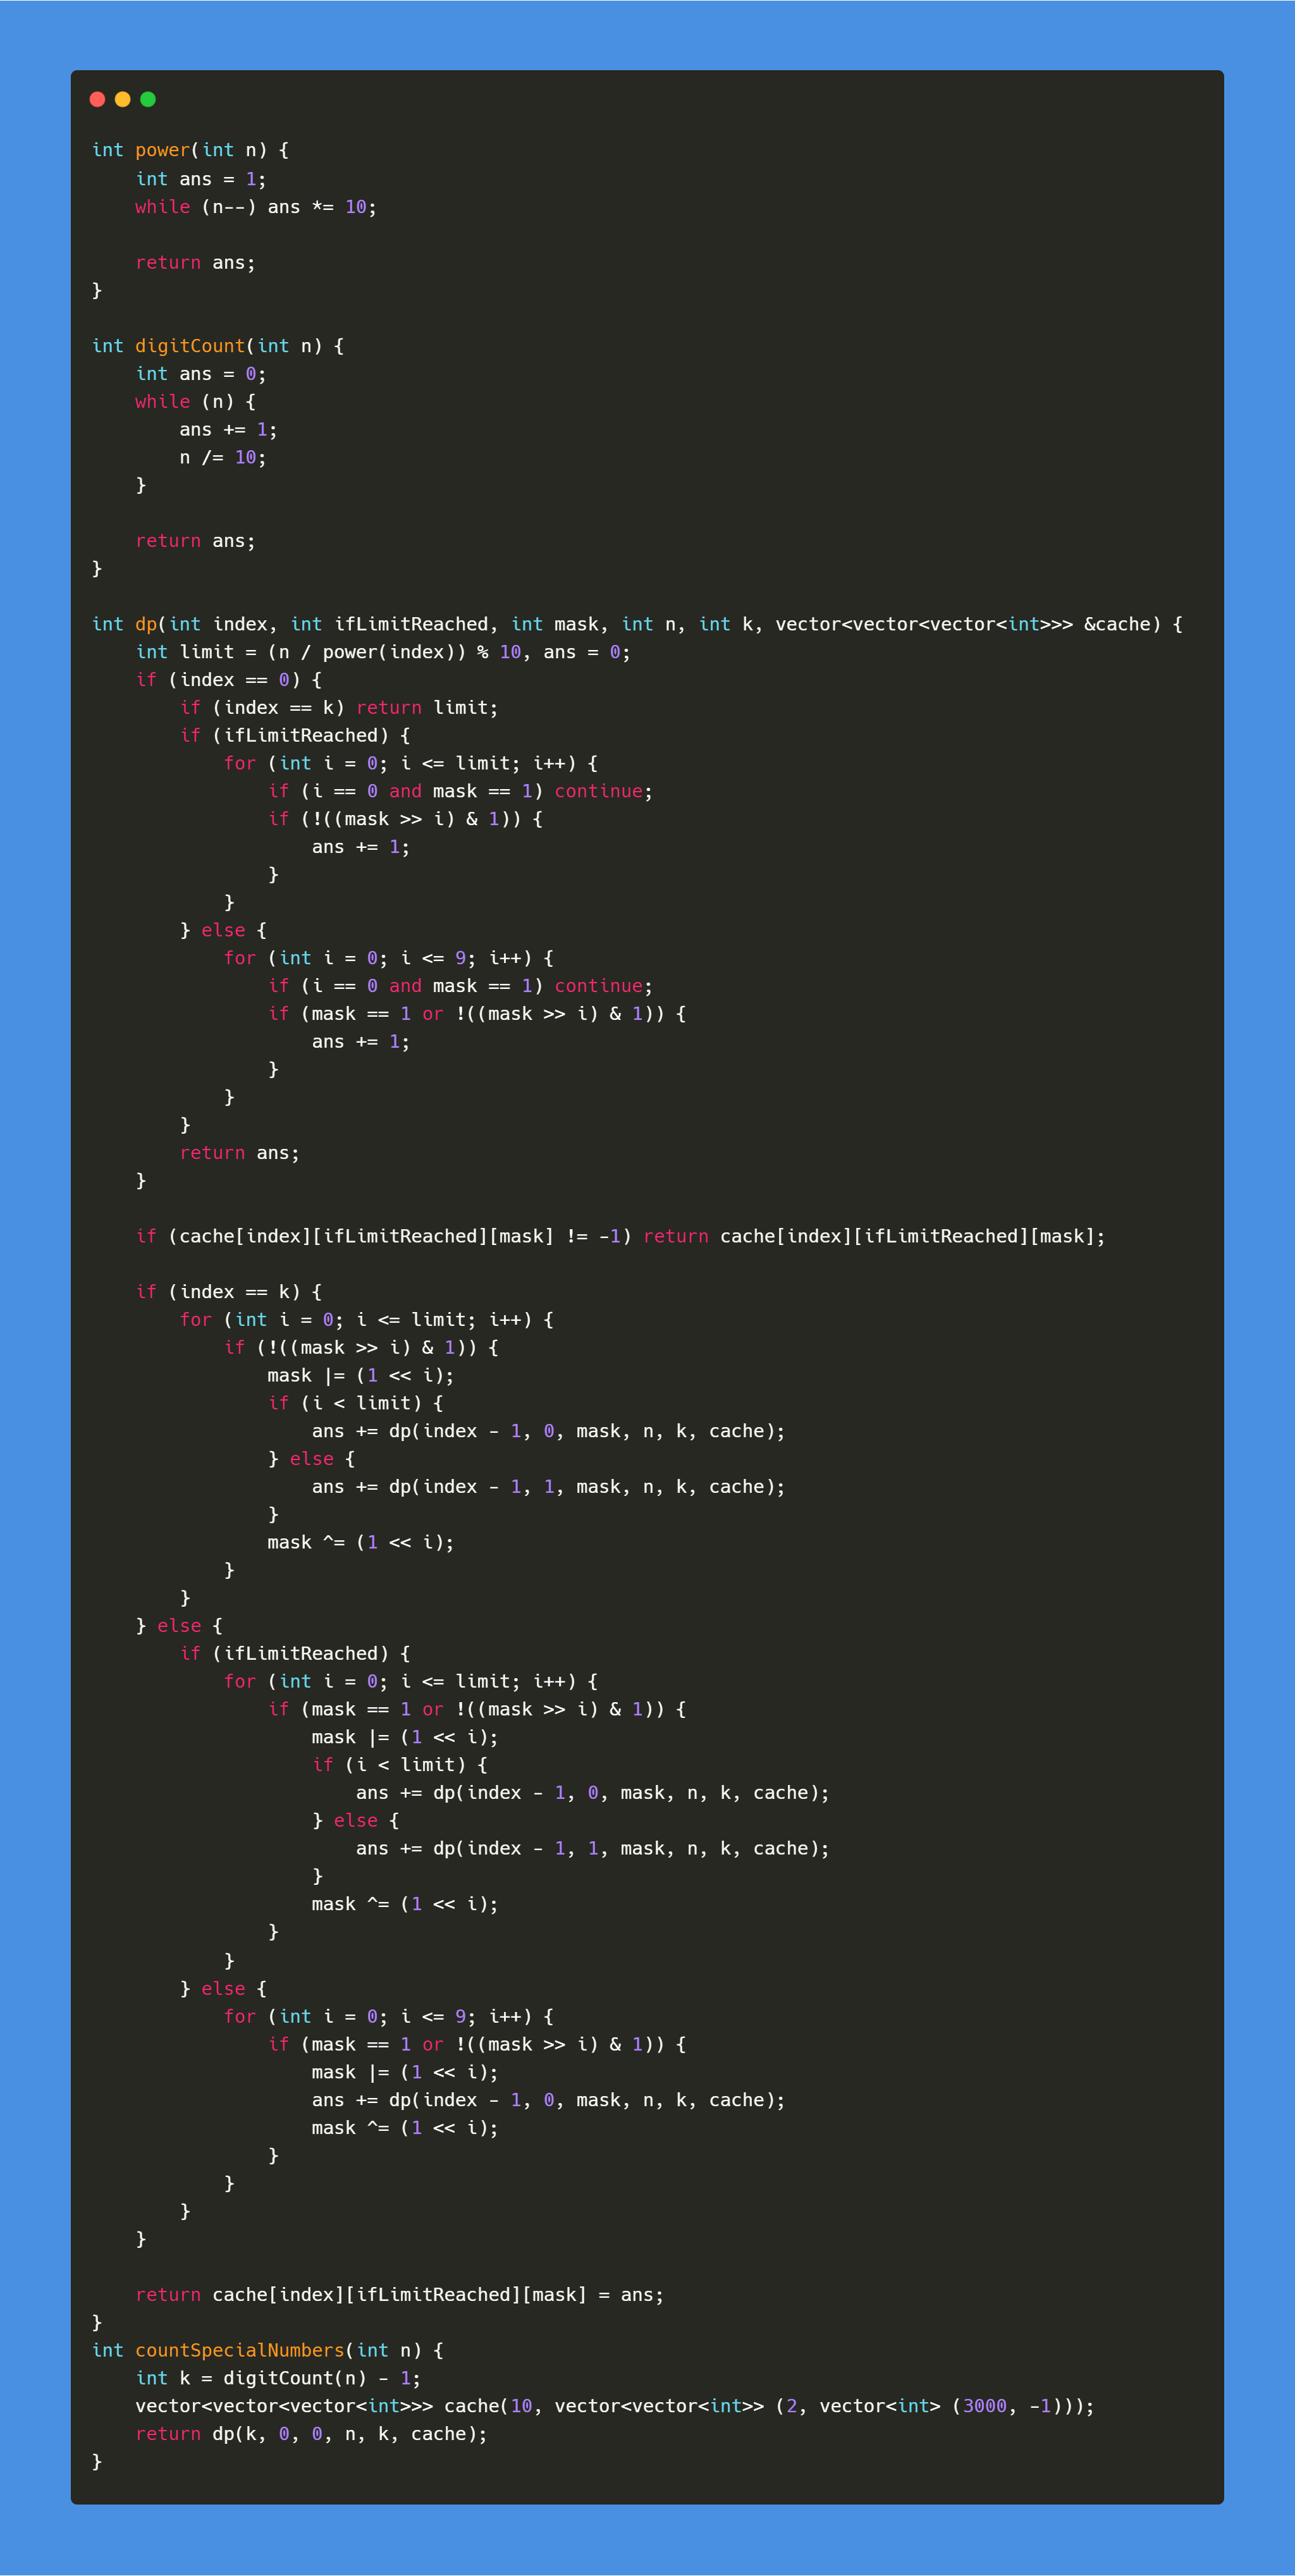 int power(int n) {
    int ans = 1;
    while (n--) ans *= 10;

    return ans;
}

int digitCount(int n) {
    int ans = 0;
    while (n) {
        ans += 1;
        n /= 10;
    }

    return ans;
}

int dp(int index, int ifLimitReached, int mask, int n, int k, vector<vector<vector<int>>> &cache) {
    int limit = (n / power(index)) % 10, ans = 0;
    if (index == 0) {
        if (index == k) return limit;
        if (ifLimitReached) {
            for (int i = 0; i <= limit; i++) {
                if (i == 0 and mask == 1) continue;
                if (!((mask >> i) & 1)) {
                    ans += 1;
                }
            }
        } else {
            for (int i = 0; i <= 9; i++) {
                if (i == 0 and mask == 1) continue;
                if (mask == 1 or !((mask >> i) & 1)) {
                    ans += 1;
                }
            }
        }
        return ans;
    }

    if (cache[index][ifLimitReached][mask] != -1) return cache[index][ifLimitReached][mask];

    if (index == k) {
        for (int i = 0; i <= limit; i++) {
            if (!((mask >> i) & 1)) {
                mask |= (1 << i);
                if (i < limit) {
                    ans += dp(index - 1, 0, mask, n, k, cache);
                } else {
                    ans += dp(index - 1, 1, mask, n, k, cache);
                }
                mask ^= (1 << i);
            }
        }
    } else {
        if (ifLimitReached) {
            for (int i = 0; i <= limit; i++) {
                if (mask == 1 or !((mask >> i) & 1)) {
                    mask |= (1 << i);
                    if (i < limit) {
                        ans += dp(index - 1, 0, mask, n, k, cache);
                    } else {
                        ans += dp(index - 1, 1, mask, n, k, cache);
                    }
                    mask ^= (1 << i);
                }
            }
        } else {
            for (int i = 0; i <= 9; i++) {
                if (mask == 1 or !((mask >> i) & 1)) {
                    mask |= (1 << i);
                    ans += dp(index - 1, 0, mask, n, k, cache);
                    mask ^= (1 << i);
                }
            }
        }
    }

    return cache[index][ifLimitReached][mask] = ans;
}
int countSpecialNumbers(int n) {
    int k = digitCount(n) - 1;
    vector<vector<vector<int>>> cache(10, vector<vector<int>> (2, vector<int> (3000, -1)));
    return dp(k, 0, 0, n, k, cache);
}